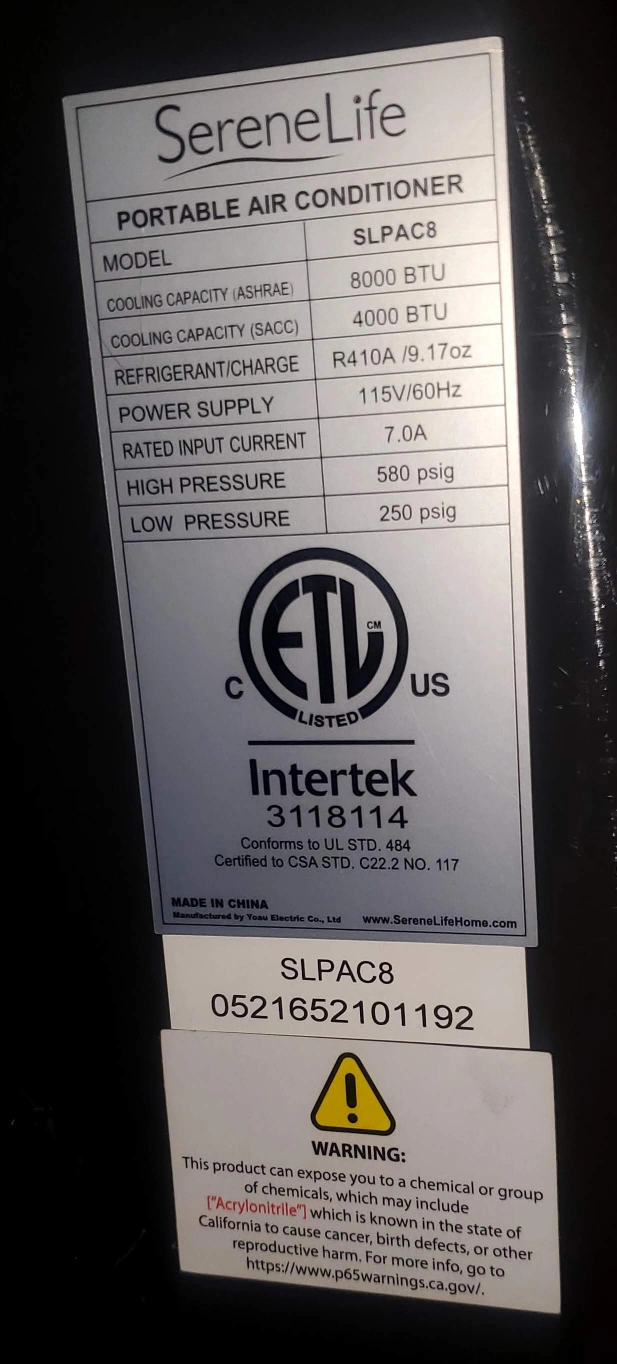 SereneLife
PORTABLE AIR CONDITIONER
MODEL SLPAC8
COOLING CAPACITY (ASHRAE) 8000 BTU
COOLING CAPACITY (SACC) 4000 BTU
REFRIGERANT/CHARGE R410A /9.17oz
POWER SUPPLY 115V/60Hz
RATED INPUT CURRENT 7.0A
HIGH PRESSURE 580 psig
LOW PRESSURE 250 psig
ETL CM
C US
LISTED
Intertek
3118114
Conforms to UL STD. 484
Certified to CSA STD. C22.2 NO. 117
MADE IN CHINA
Manufactured by Yoau Electric Co., Ltd www.SereneLifeHome.com
SLPAC8
0521652101192
WARNING:
This product can expose you to a chemical or group
of chemicals, which may include
["Acrylonitrile"] which is known in the state of
California to cause cancer, birth defects, or other
reproductive harm. For more info, go to
https://www.p65warnings.ca.gov/.